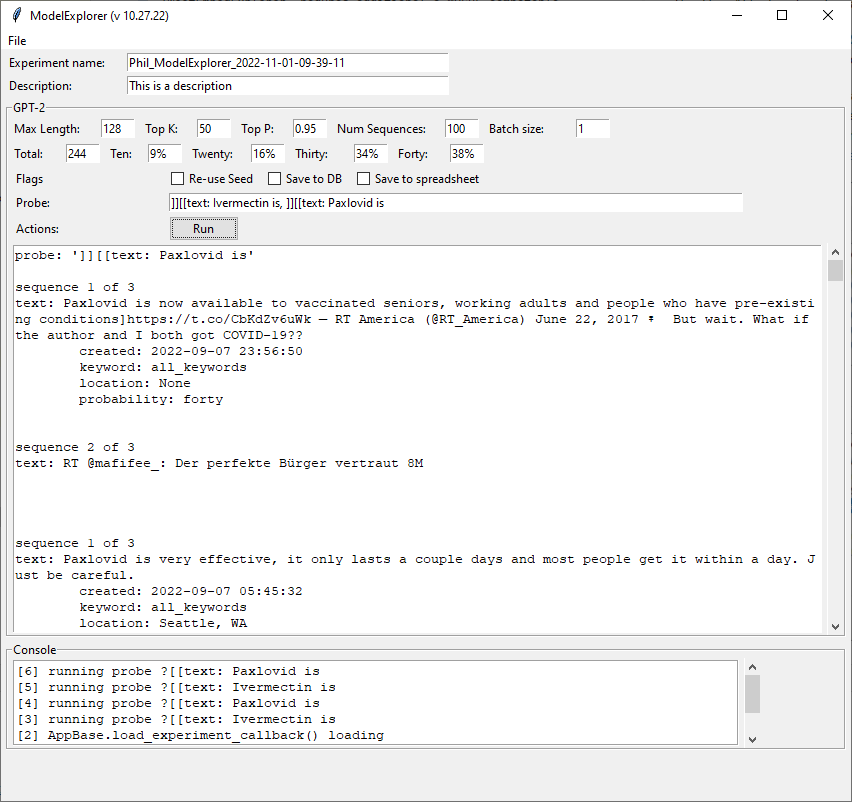 ModelExplorer (v 10.27.22)
File
Experiment name: Phil_ModelExplorer_2022-11-01-09-39-11
Description: This is a description
GPT-2
Max Length: 128 Top K: 50 Top P: 0.95 Num Sequences: 100 Batch size: 1
Total: 244 Ten: 9% Twenty: 16% Thirty: 34% Forty: 38%
Flags Re-use Seed Save to DB Save to spreadsheet
Probe: ]][[text: Ivermectin is, ]][[text: Paxlovid is
Actions: Run
probe: ']][[text: Paxlovid is'
sequence 1 of 3
text: Paxlovid is now available to vaccinated seniors, working adults and people who have pre-existi
ng conditions]https://t.co/CbKdZv6uWk — RT America (@RT_America) June 22, 2017 ‽ But wait. What if
the author and I both got COVID-19??
created: 2022-09-07 23:56:50
keyword: all_keywords
location: None
probability: forty
sequence 2 of 3
text: RT @mafifee_: Der perfekte Bürger vertraut 8M
sequence 1 of 3
text: Paxlovid is very effective, it only lasts a couple days and most people get it within a day. J
ust be careful.
created: 2022-09-07 05:45:32
keyword: all_keywords
location: Seattle, WA
Console
[6] running probe ?[[text: Paxlovid is
[5] running probe ?[[text: Ivermectin is
[4] running probe ?[[text: Paxlovid is
[3] running probe ?[[text: Ivermectin is
[2] AppBase.load_experiment_callback() loading